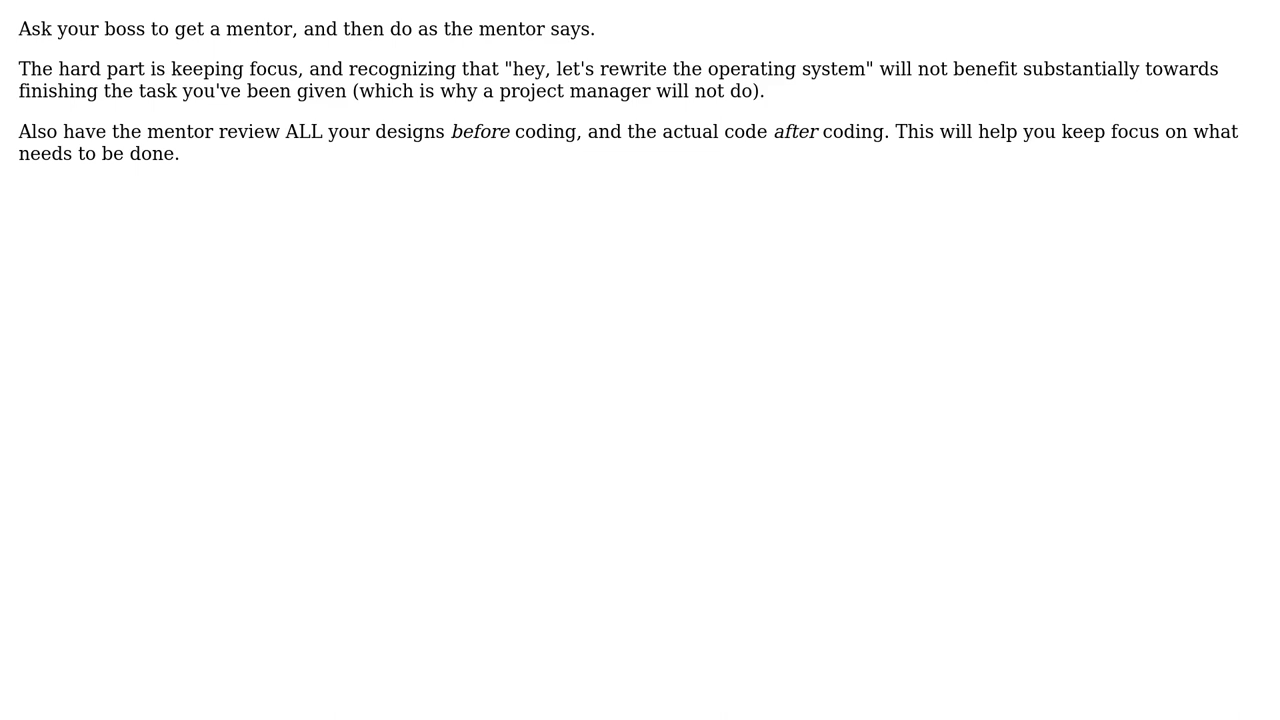 Ask your boss to get a mentor, and then do as the mentor says.
The hard part is keeping focus, and recognizing that "hey, let's rewrite the operating system" will not benefit substantially towards
finishing the task you've been given (which is why a project manager will not do).
Also have the mentor review ALL your designs before coding, and the actual code after coding. This will help you keep focus on what
needs to be done.